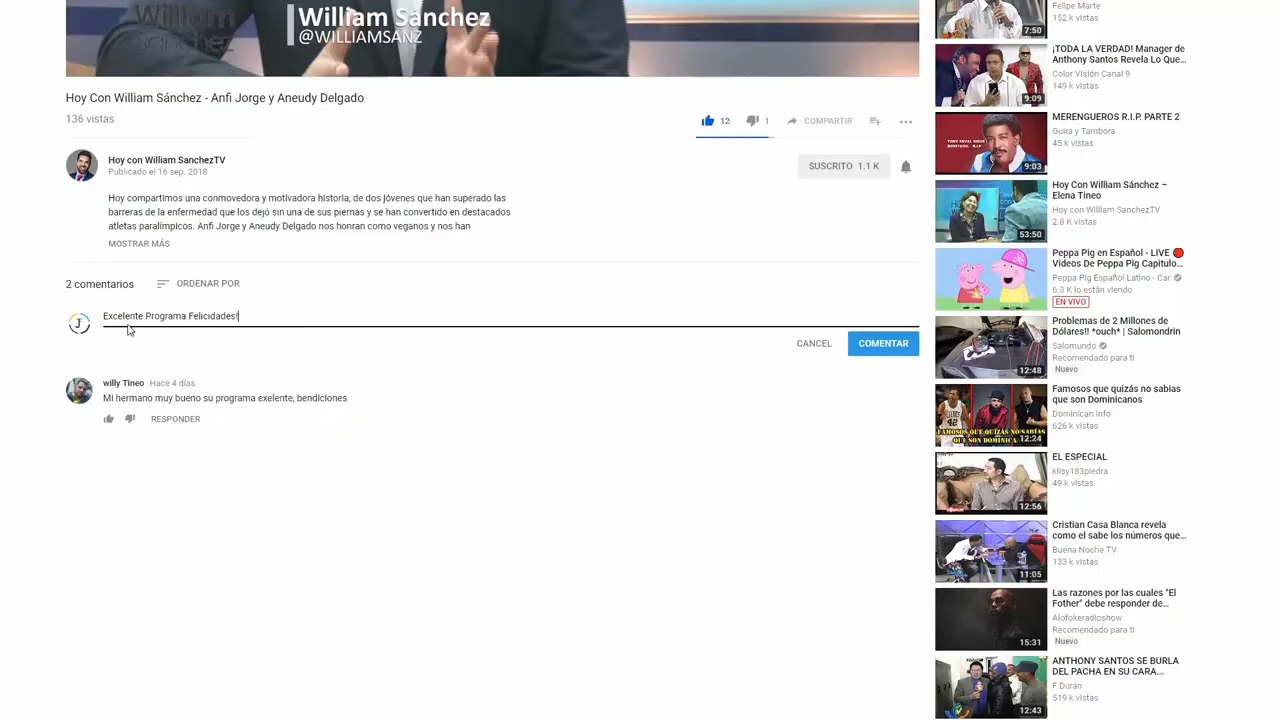 William Sánchez
@WILLIAMSANZ
Hoy Con William Sánchez - Anfi Jorge y Aneudy Delgado
136 vistas
12
1
COMPARTIR
Hoy con William SanchezTV
Publicado el 16 sep. 2018
SUSCRITO 1.1 K
Hoy compartimos una conmovedora y motivadora historia, de dos jóvenes que han superado las
barreras de la enfermedad que los dejó sin una de sus piernas y se han convertido en destacados
atletas paralímpicos. Anfi Jorge y Aneudy Delgado nos honran como veganos y nos han
MOSTRAR MÁS
2 comentarios
ORDENAR POR
Excelente Programa Felicidades!
CANCEL
COMENTAR
willy Tineo Hace 4 días
Mi hermano muy bueno su programa exelente, bendiciones
RESPONDER
Felipe Marte
152 k vistas
7:50
¡TODA LA VERDAD! Manager de
Anthony Santos Revela Lo Que...
Color Visión Canal 9
149 k vistas
9:09
MERENGUEROS R.I.P. PARTE 2
Guira y Tambora
45 k vistas
9:03
Hoy Con William Sánchez –
Elena Tineo
Hoy con William SanchezTV
2.8 K vistas
53:50
Peppa Pig en Español - LIVE
Videos De Peppa Pig Capitulo...
Peppa Pig Español Latino - Car
6.3 K lo están viendo
EN VIVO
Problemas de 2 Millones de
Dólares!! *ouch* | Salomondrin
Salomundo
Recomendado para ti
Nuevo
12:48
Famosos que quizás no sabias
que son Dominicanos
Dominican Info
626 k vistas
FAMOSOS QUE QUIZÁS NO SABÍAS
QUE SON DOMINICA
12:24
EL ESPECIAL
klisy183piedra
49 k vistas
12:56
Cristian Casa Blanca revela
como el sabe los números que...
Buena Noche TV
133 k vistas
11:05
Las razones por las cuales "El
Fother" debe responder de...
Alofokeradioshow
Recomendado para ti
Nuevo
15:31
ANTHONY SANTOS SE BURLA
DEL PACHA EN SU CARA...
F Durán
519 k vistas
12:43